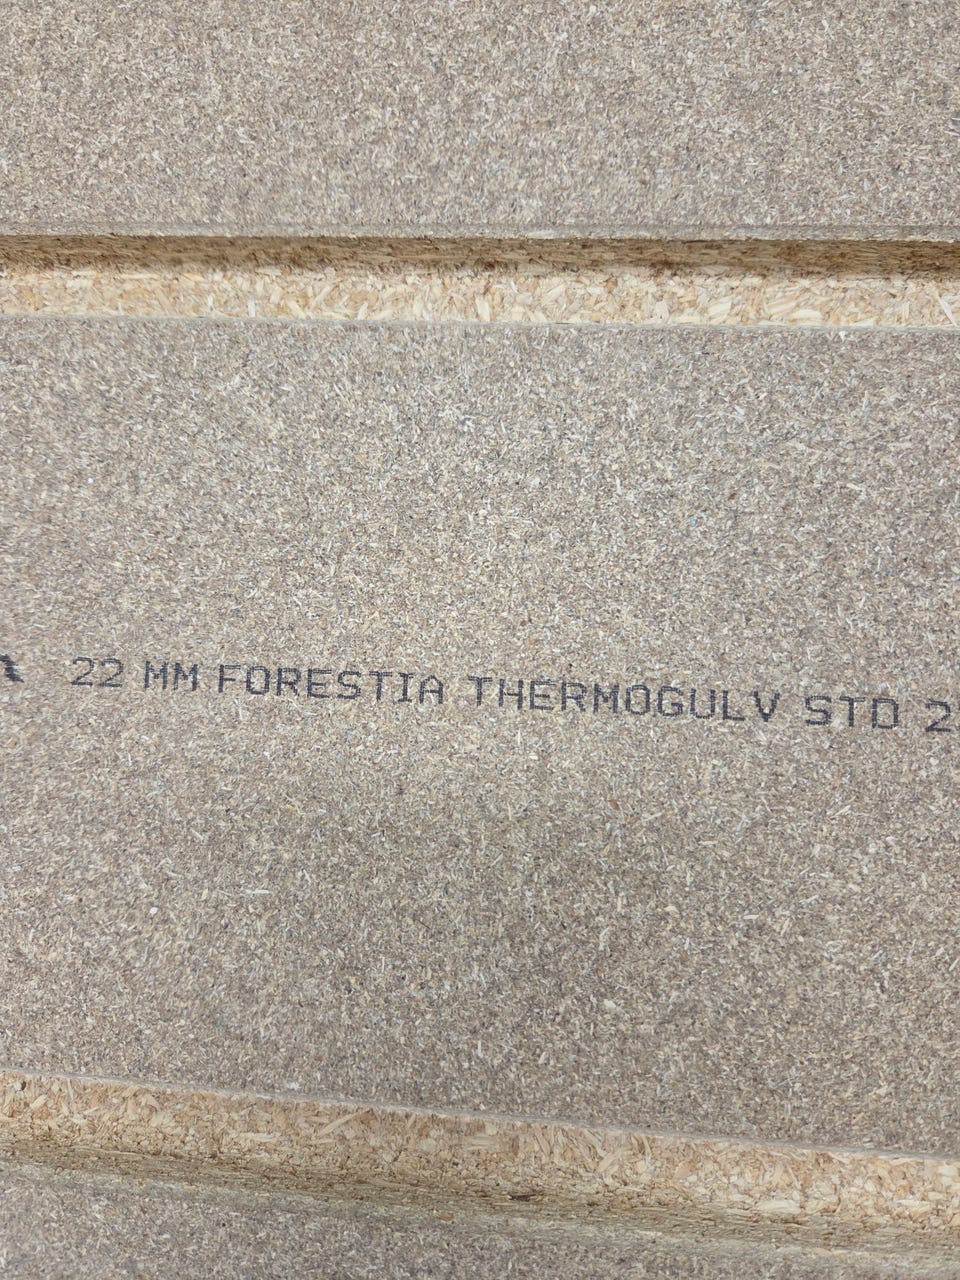 22 MM FORESTIA THERMOGULV STD